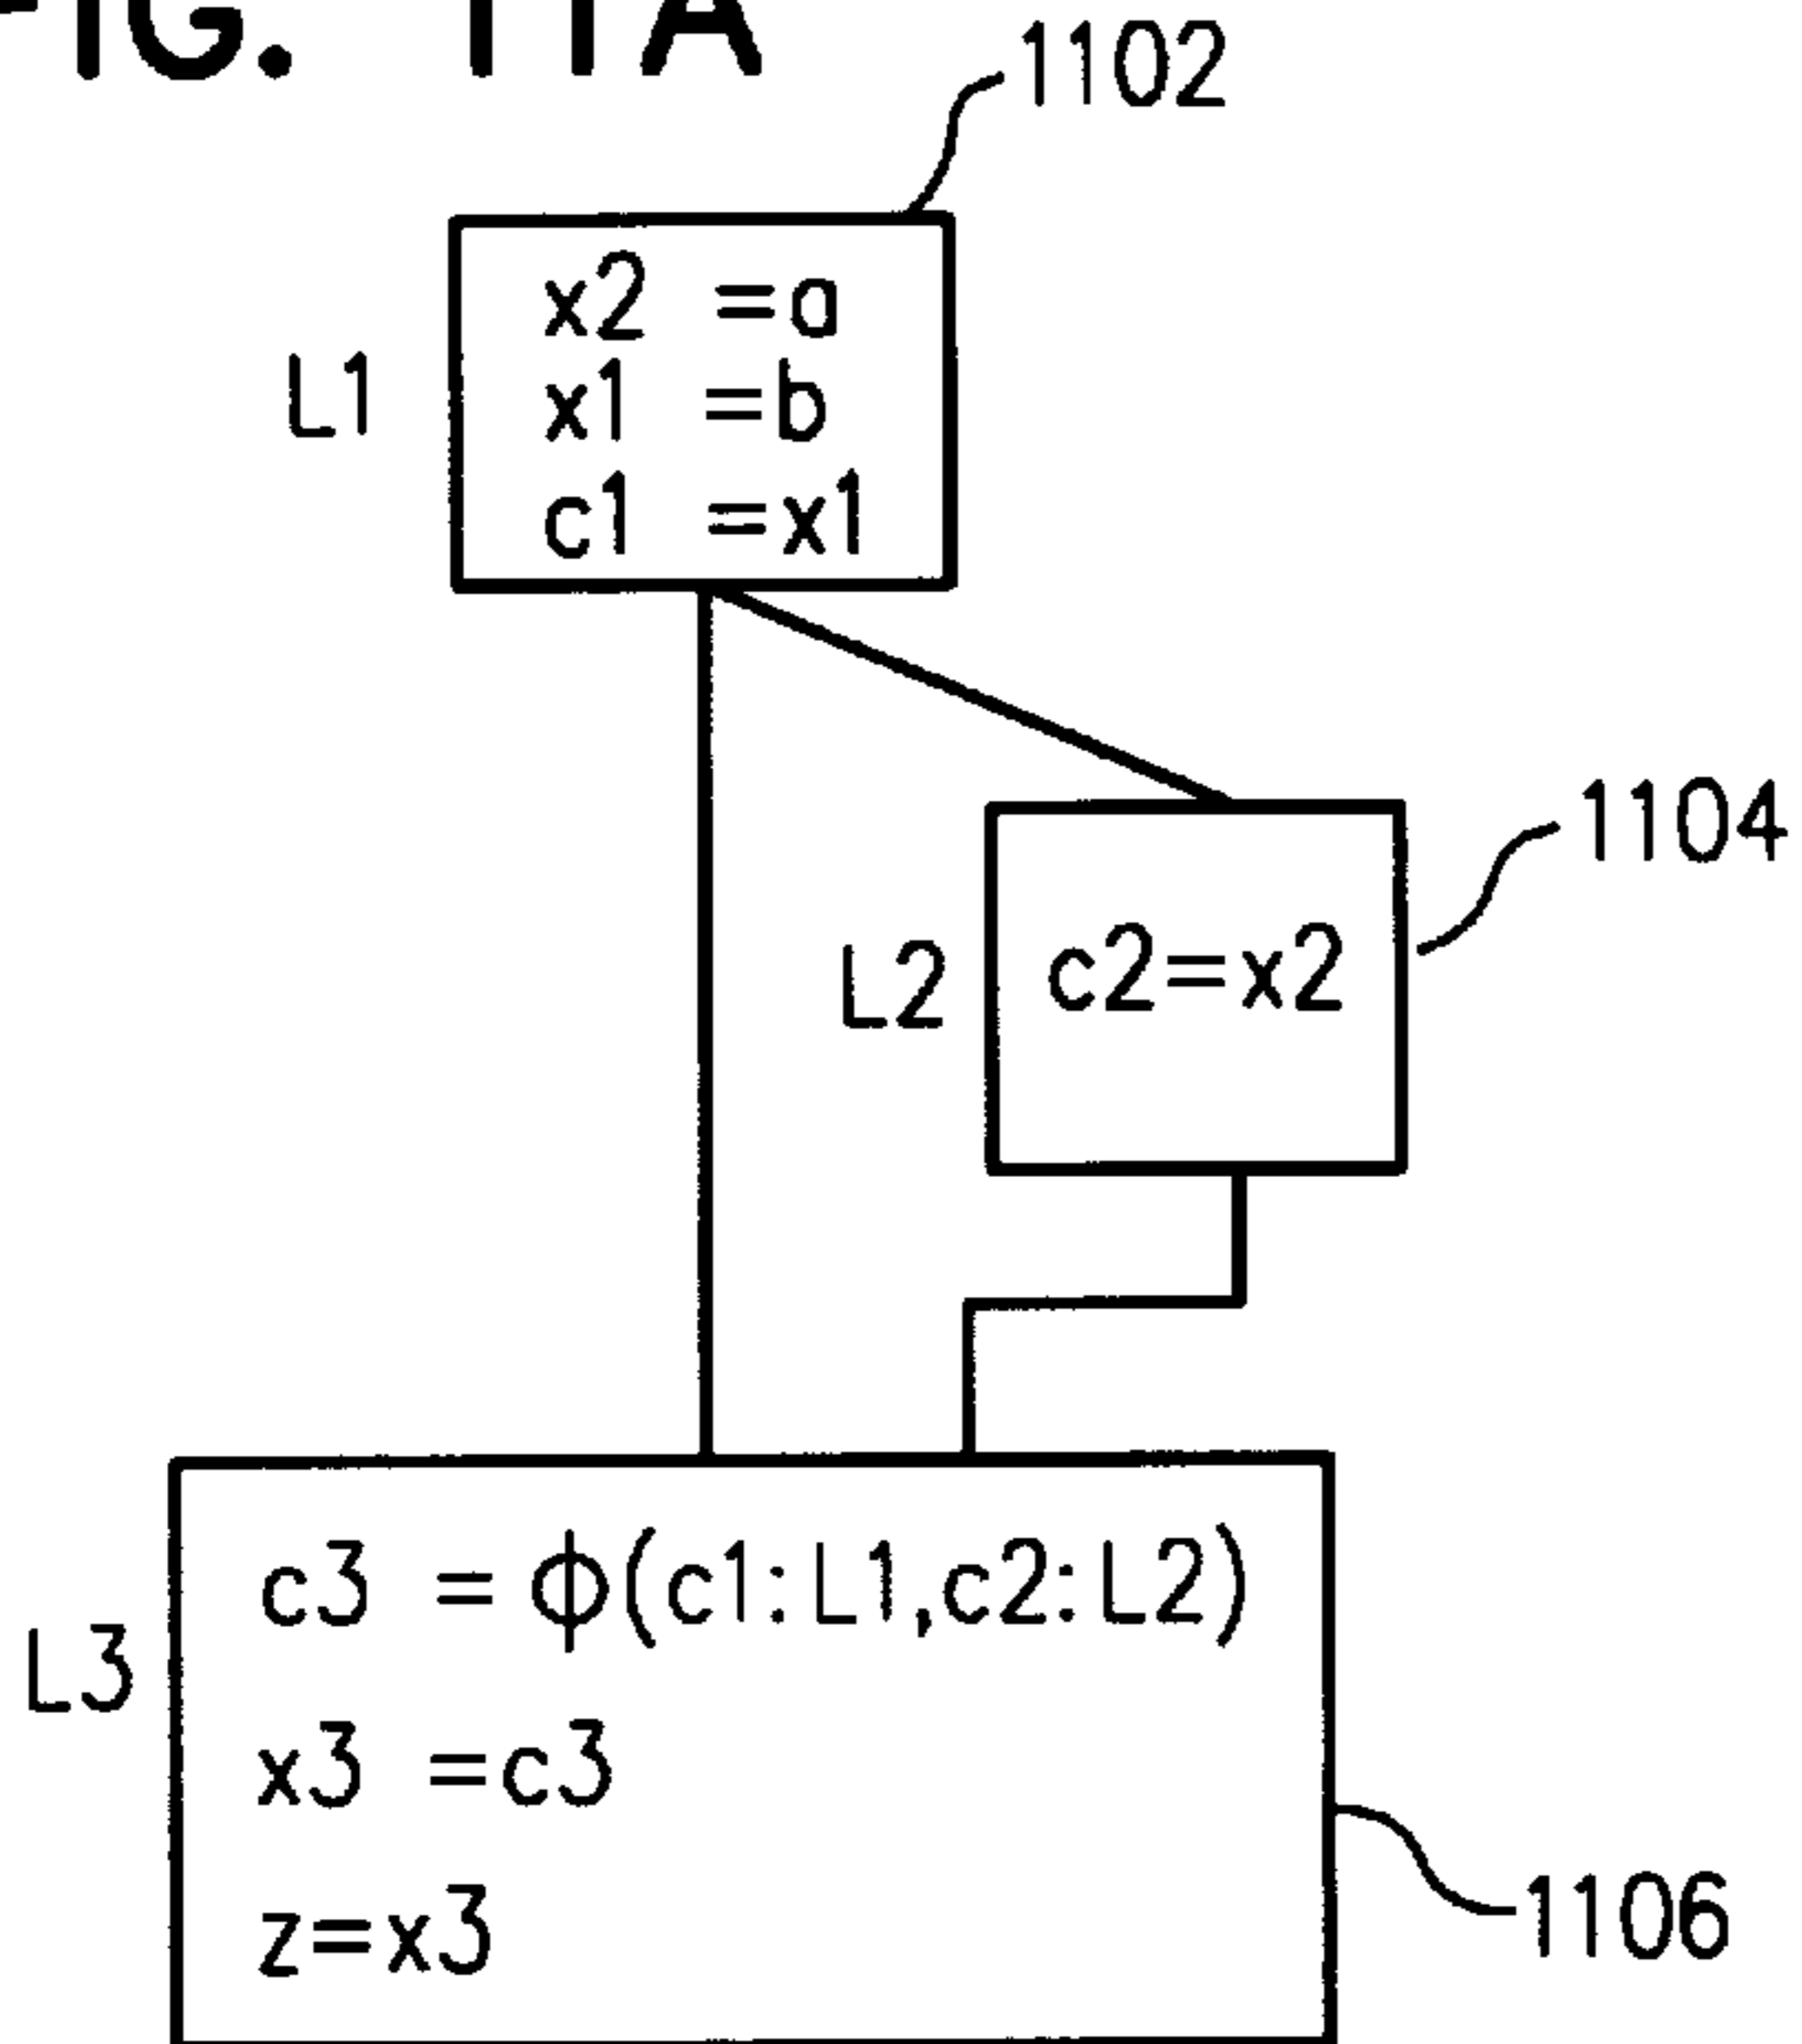 FIG. 11A
1102
L1
x2 =a
x1 =b
c1 =x1
1104
L2
c2=x2
L3
c3 = ϕ(c1:L1,c2:L2)
x3 =c3
z=x3
1106